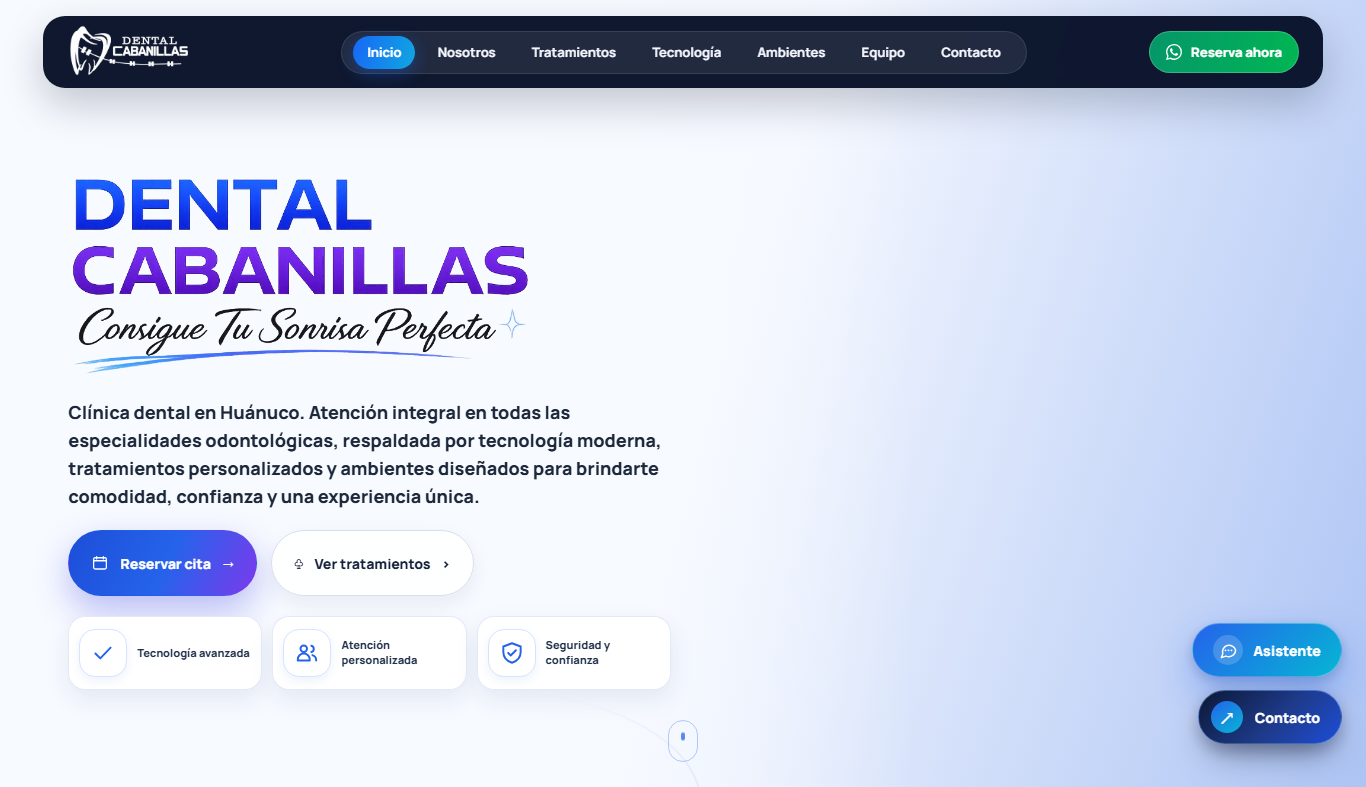 DENTAL
CABANILLAS
Inicio
Nosotros
Tratamientos
Tecnología
Ambientes
Equipo
Contacto
Reserva ahora
DENTAL
CABANILLAS
Consigue Tu Sonrisa Perfecta
Clínica dental en Huánuco. Atención integral en todas las
especialidades odontológicas, respaldada por tecnología moderna,
tratamientos personalizados y ambientes diseñados para brindarte
comodidad, confianza y una experiencia única.
Reservar cita →
Ver tratamientos ›
Tecnología avanzada
Atención
personalizada
Seguridad y
confianza
Asistente
Contacto